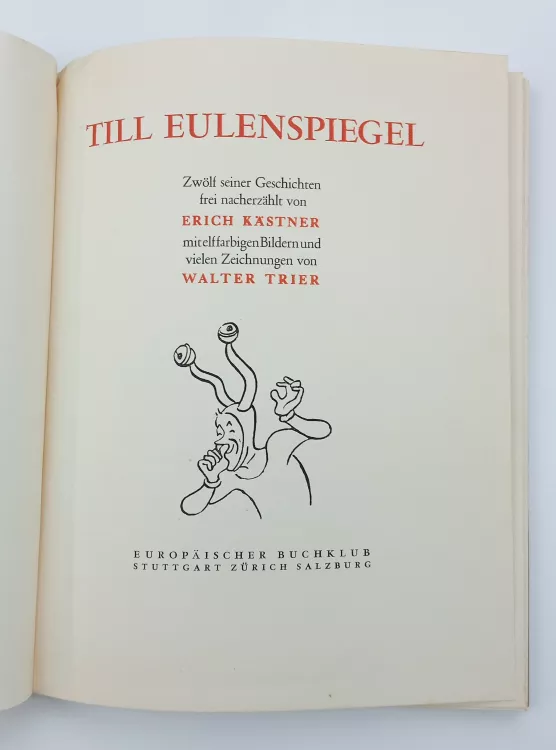 TILL EULENSPIEGEL
Zwölf seiner Geschichten
frei nacherzählt von
ERICH KÄSTNER
mit elf farbigen Bildern und
vielen Zeichnungen von
WALTER TRIER
EUROPÄISCHER BUCHKLUB
STUTTGART ZÜRICH SALZBURG